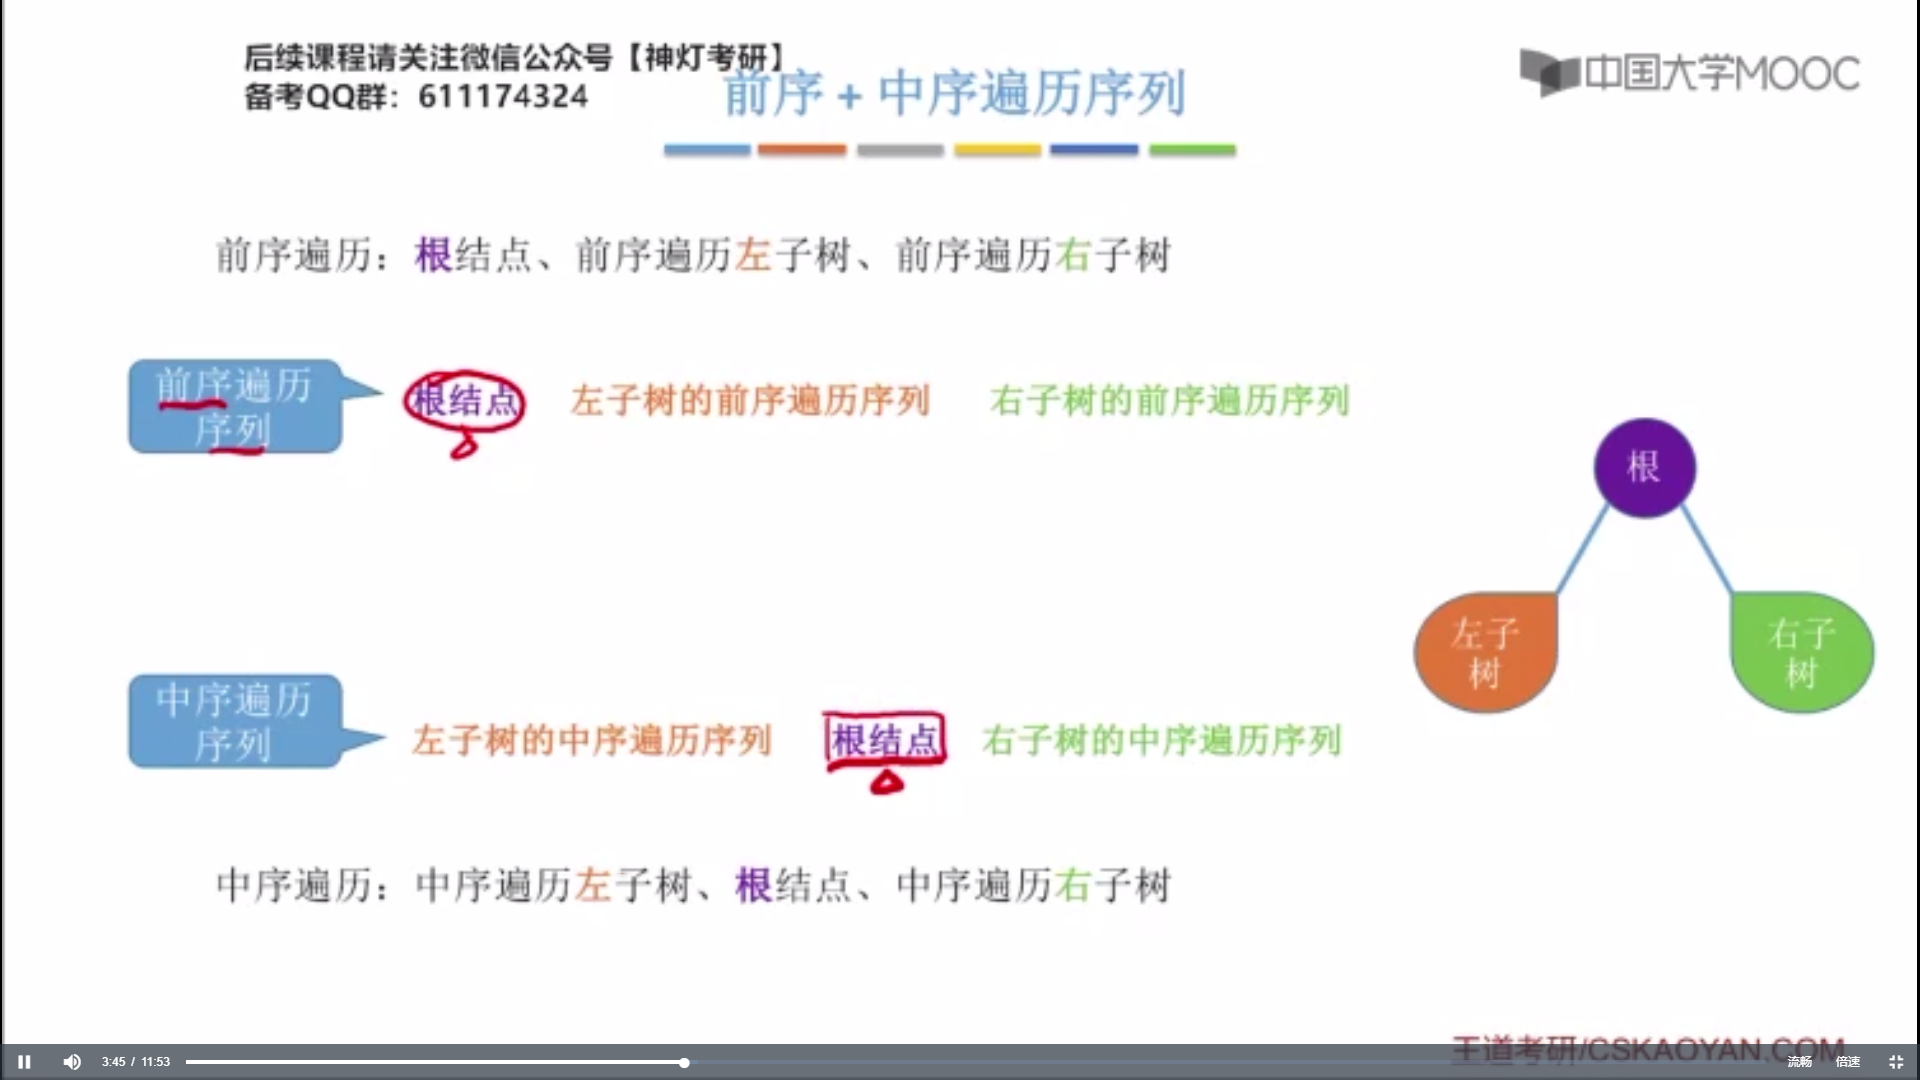 后续课程请关注微信公众号【神灯考研】
备考QQ群：611174324
中国大学MOOC
前序 + 中序遍历序列
前序遍历：根结点、前序遍历左子树、前序遍历右子树
前序遍历
序列
根结点 左子树的前序遍历序列 右子树的前序遍历序列
根
左子
树
右子
树
中序遍历
序列
左子树的中序遍历序列 根结点 右子树的中序遍历序列
中序遍历：中序遍历左子树、根结点、中序遍历右子树
王道考研/CSKAOYAN.COM
3:45 / 11:53
流畅 倍速